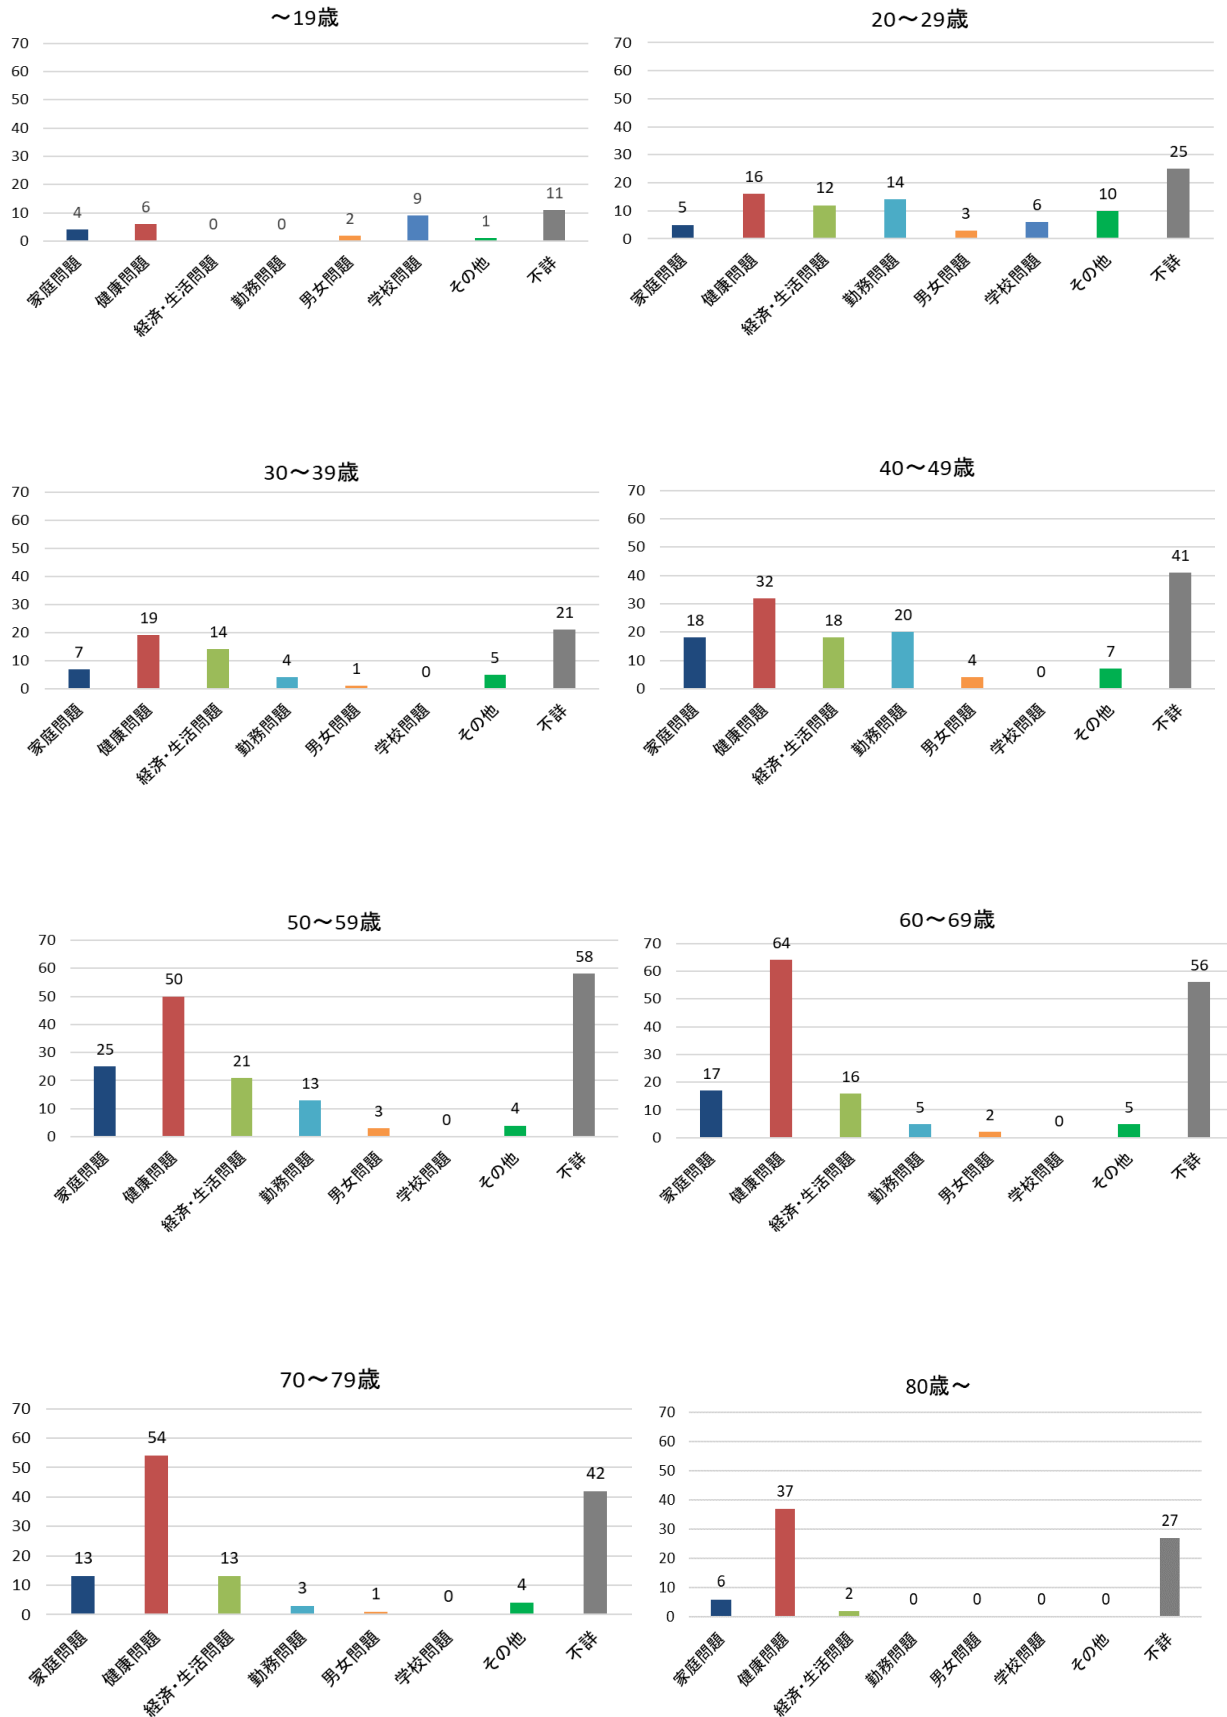 ～19歳
70
60
50
40
30
20
10
0
4
6
0
0
2
9
1
11
家庭問題
健康問題
経済・生活問題
勤務問題
男女問題
学校問題
その他
不詳
20～29歳
70
60
50
40
30
20
10
0
5
16
12
14
3
6
10
25
家庭問題
健康問題
経済・生活問題
勤務問題
男女問題
学校問題
その他
不詳
30～39歳
70
60
50
40
30
20
10
0
7
19
14
4
1
0
5
21
家庭問題
健康問題
経済・生活問題
勤務問題
男女問題
学校問題
その他
不詳
40～49歳
70
60
50
40
30
20
10
0
18
32
18
20
4
0
7
41
家庭問題
健康問題
経済・生活問題
勤務問題
男女問題
学校問題
その他
不詳
50～59歳
70
60
50
40
30
20
10
0
25
50
21
13
3
0
4
58
家庭問題
健康問題
経済・生活問題
勤務問題
男女問題
学校問題
その他
不詳
60～69歳
70
60
50
40
30
20
10
0
17
64
16
5
2
0
5
56
家庭問題
健康問題
経済・生活問題
勤務問題
男女問題
学校問題
その他
不詳
70～79歳
70
60
50
40
30
20
10
0
13
54
13
3
1
0
4
42
家庭問題
健康問題
経済・生活問題
勤務問題
男女問題
学校問題
その他
不詳
80歳～
70
60
50
40
30
20
10
0
6
37
2
0
0
0
0
27
家庭問題
健康問題
経済・生活問題
勤務問題
男女問題
学校問題
その他
不詳